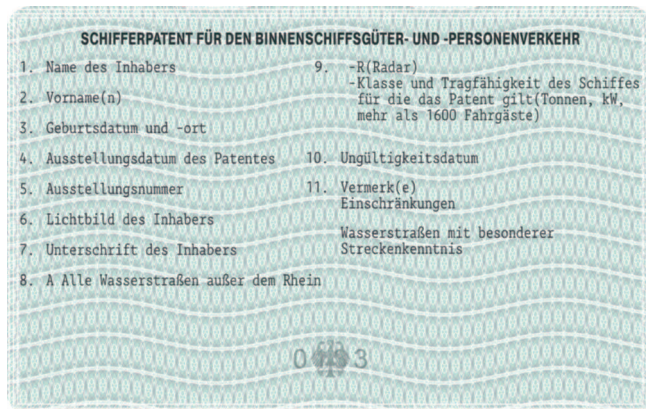 SCHIFFERPATENT FÜR DEN BINNENSCHIFFSGÜTER- UND -PERSONENVERKEHR
1. Name des Inhabers
2. Vorname(n)
3. Geburtsdatum und -ort
4. Ausstellungsdatum des Patentes
5. Ausstellungsnummer
6. Lichtbild des Inhabers
7. Unterschrift des Inhabers
8. A Alle Wasserstraßen außer dem Rhein
9. -R(Radar)
-Klasse und Tragfähigkeit des Schiffes
für die das Patent gilt(Tonnen, kW,
mehr als 1600 Fahrgäste)
10. Ungültigkeitsdatum
11. Vermerk(e)
Einschränkungen
Wasserstraßen mit besonderer
Streckenkenntnis